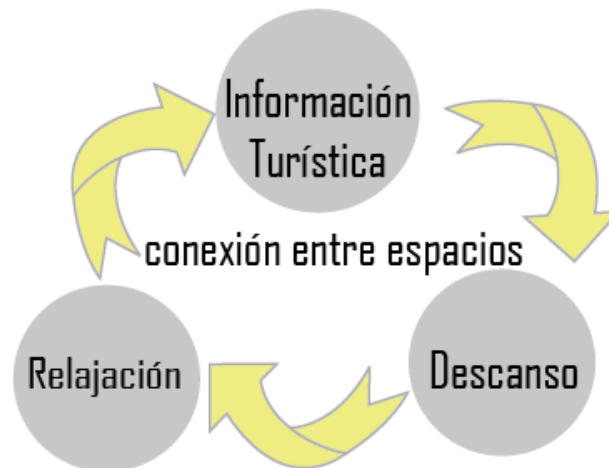 Información
Turística
conexión entre espacios
Relajación
Descanso